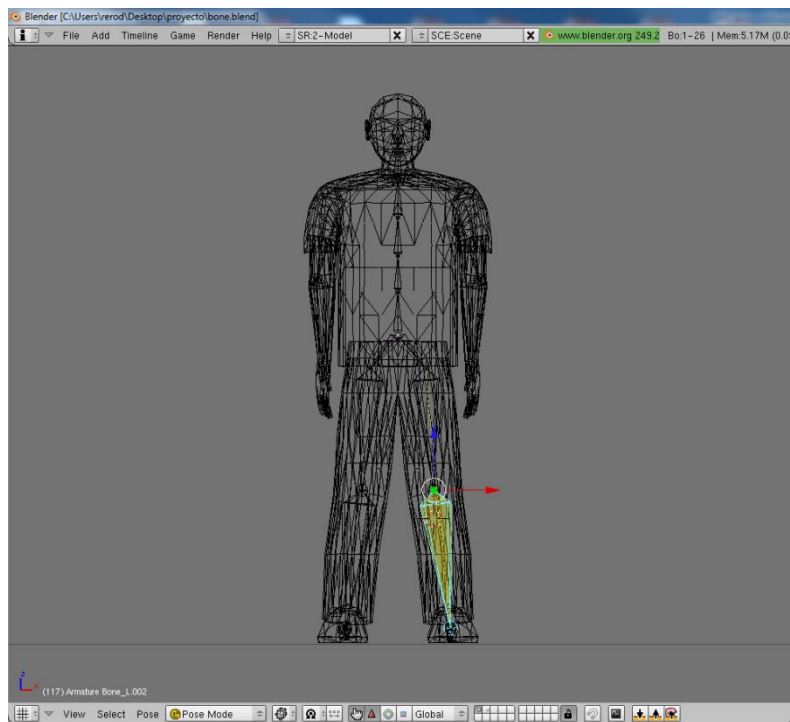 Blender [C:\Users\rerod\Desktop\proyecto\bone.blend]
File Add Timeline Game Render Help SR:2-Model X SCE:Scene X www.blender.org 249.2 Bo:1-26 | Mem:5.17M (0.0
z
x
(117) Armature Bone_L.002
View Select Pose Pose Mode Global